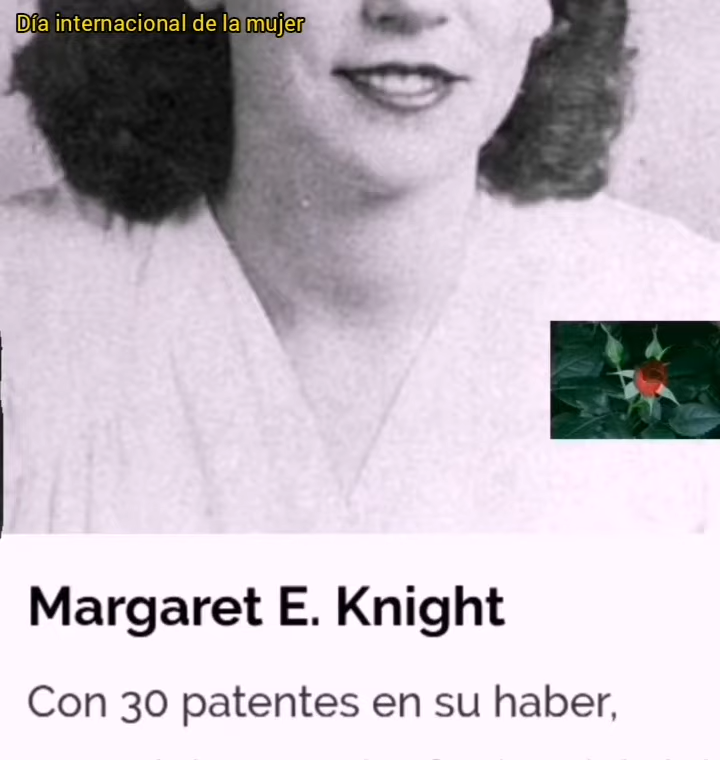 Día internacional de la mujer
Margaret E. Knight
Con 30 patentes en su haber,